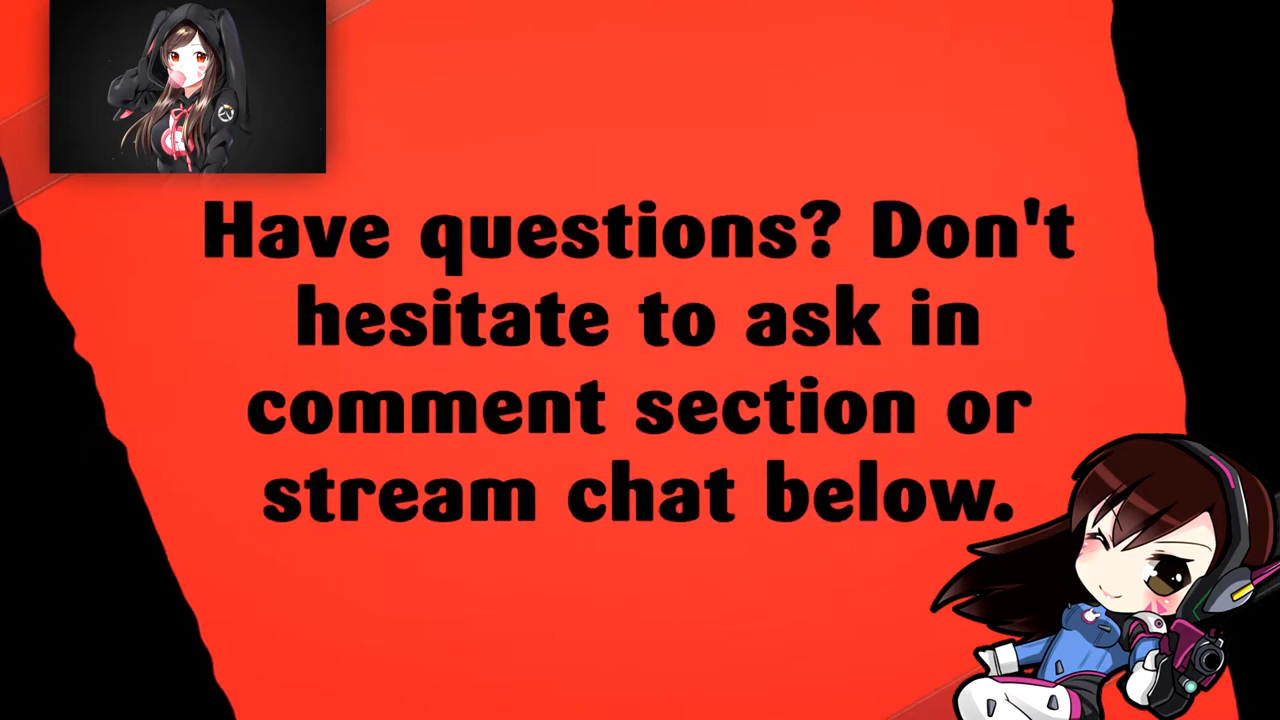 Have questions? Don't
hesitate to ask in
comment section or
stream chat below.